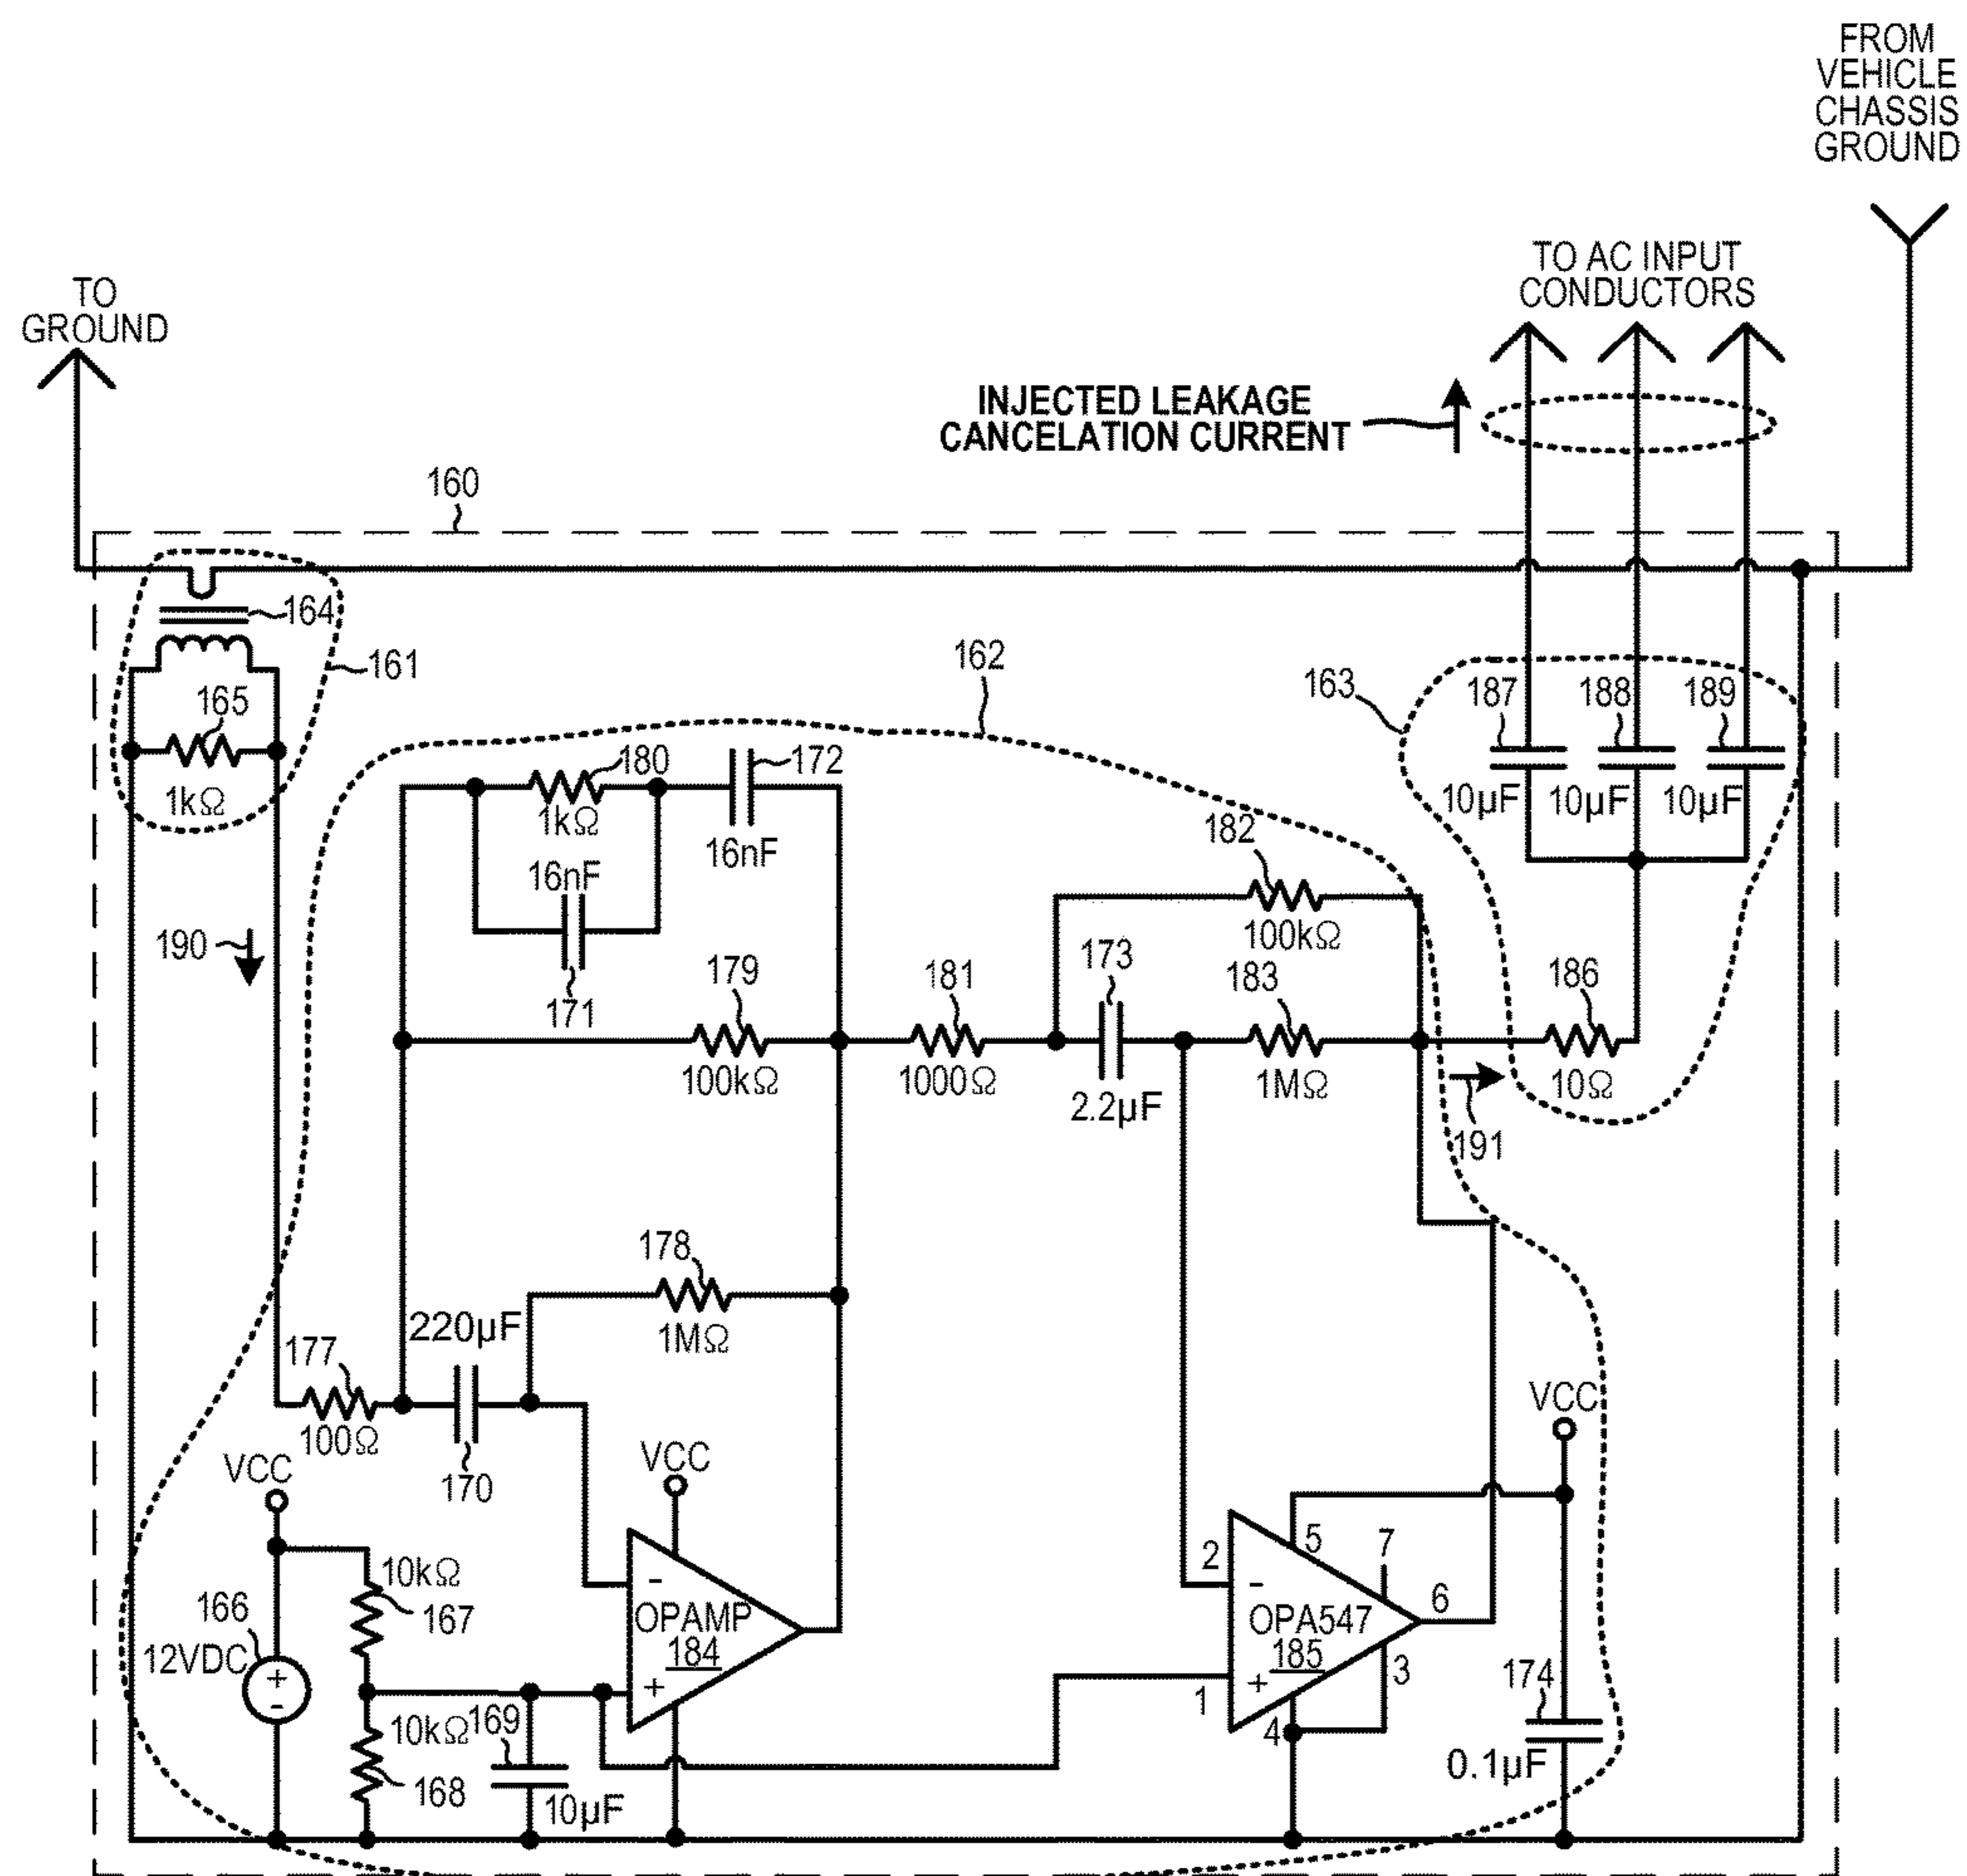 FROM
VEHICLE
CHASSIS
GROUND
TO AC INPUT
CONDUCTORS
TO
GROUND
INJECTED LEAKAGE
CANCELATION CURRENT
160
164
161
162
165
1kΩ
163
187
188
189
10μF
10μF
10μF
180
1kΩ
172
16nF
16nF
171
182
100kΩ
190
179
100kΩ
181
1000Ω
173
2.2μF
183
1MΩ
186
10Ω
191
178
1MΩ
220μF
177
100Ω
170
VCC
VCC
VCC
10kΩ
167
166
12VDC
+
-
10kΩ
168
169
10μF
-
OPAMP
184
+
2
5
7
-
OPA547
185
6
+
1
4
3
174
0.1μF